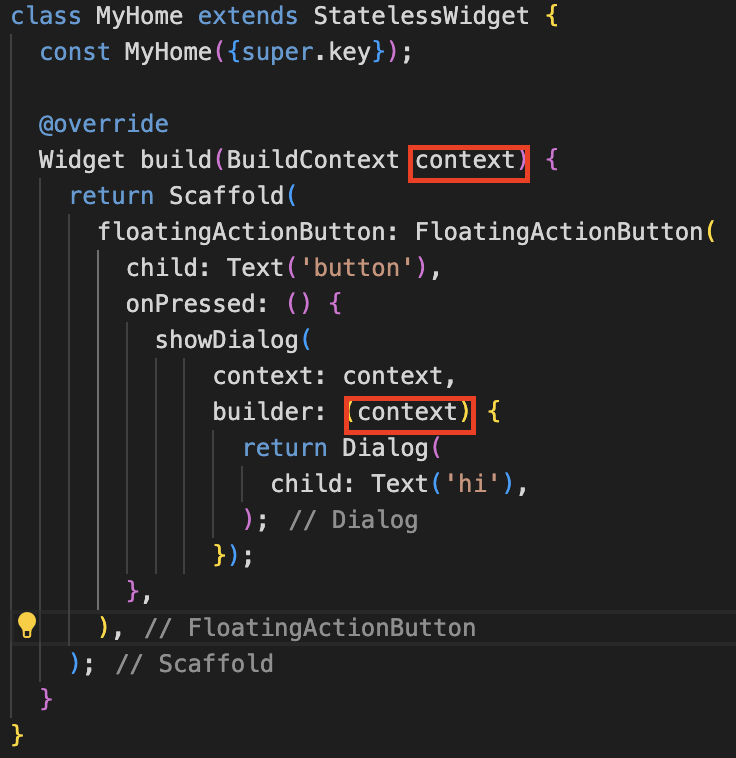 class MyHome extends StatelessWidget {
  const MyHome({super.key});

  @override
  Widget build(BuildContext context) {
    return Scaffold(
      floatingActionButton: FloatingActionButton(
        child: Text('button'),
        onPressed: () {
          showDialog(
              context: context,
              builder: (context) {
                return Dialog(
                  child: Text('hi'),
                ); // Dialog
              });
        },
      ), // FloatingActionButton
    ); // Scaffold
  }
}